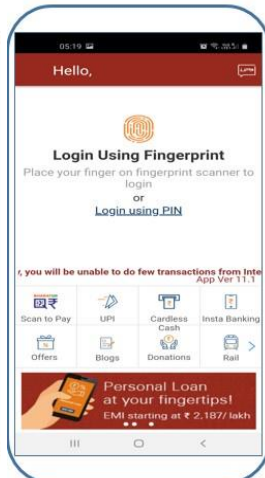 05:19
Hello,
Login Using Fingerprint
Place your finger on fingerprint scanner to
login
or
Login using PIN
, you will be unable to do few transactions from Inte
App Ver 11.1
Scan to Pay
UPI
Cardless
Cash
Insta Banking
Offers
Blogs
Donations
Rail
Personal Loan
at your fingertips!
EMI starting at ₹ 2,187/ lakh